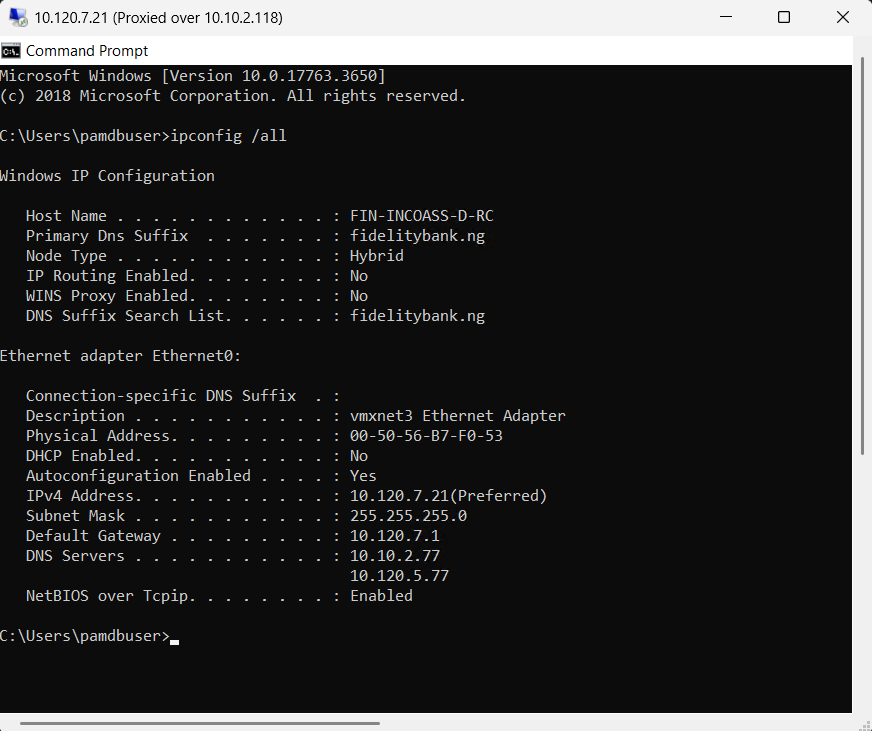 10.120.7.21 (Proxied over 10.10.2.118)
Command Prompt
Microsoft Windows [Version 10.0.17763.3650]
(c) 2018 Microsoft Corporation. All rights reserved.
C:\Users\pamdbuser>ipconfig /all
Windows IP Configuration
Host Name . . . . . . . . . . . . : FIN-INCOASS-D-RC
Primary Dns Suffix  . . . . . . . : fidelitybank.ng
Node Type . . . . . . . . . . . . : Hybrid
IP Routing Enabled. . . . . . . . : No
WINS Proxy Enabled. . . . . . . . : No
DNS Suffix Search List. . . . . . : fidelitybank.ng
Ethernet adapter Ethernet0:
Connection-specific DNS Suffix  . :
Description . . . . . . . . . . . : vmxnet3 Ethernet Adapter
Physical Address. . . . . . . . . : 00-50-56-B7-F0-53
DHCP Enabled. . . . . . . . . . . : No
Autoconfiguration Enabled . . . . : Yes
IPv4 Address. . . . . . . . . . . : 10.120.7.21(Preferred)
Subnet Mask . . . . . . . . . . . : 255.255.255.0
Default Gateway . . . . . . . . . : 10.120.7.1
DNS Servers . . . . . . . . . . . : 10.10.2.77
10.120.5.77
NetBIOS over Tcpip. . . . . . . . : Enabled
C:\Users\pamdbuser>